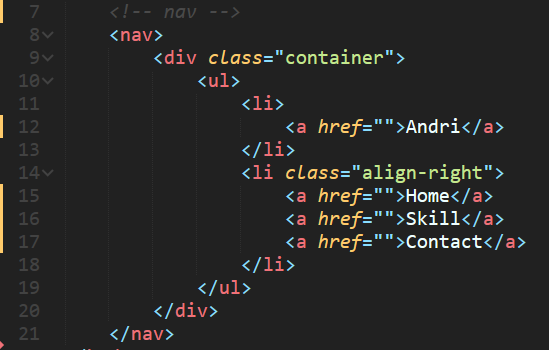 7 <!-- nav -->
8 <nav>
9 <div class="container">
10 <ul>
11 <li>
12 <a href="">Andri</a>
13 </li>
14 <li class="align-right">
15 <a href="">Home</a>
16 <a href="">Skill</a>
17 <a href="">Contact</a>
18 </li>
19 </ul>
20 </div>
21 </nav>